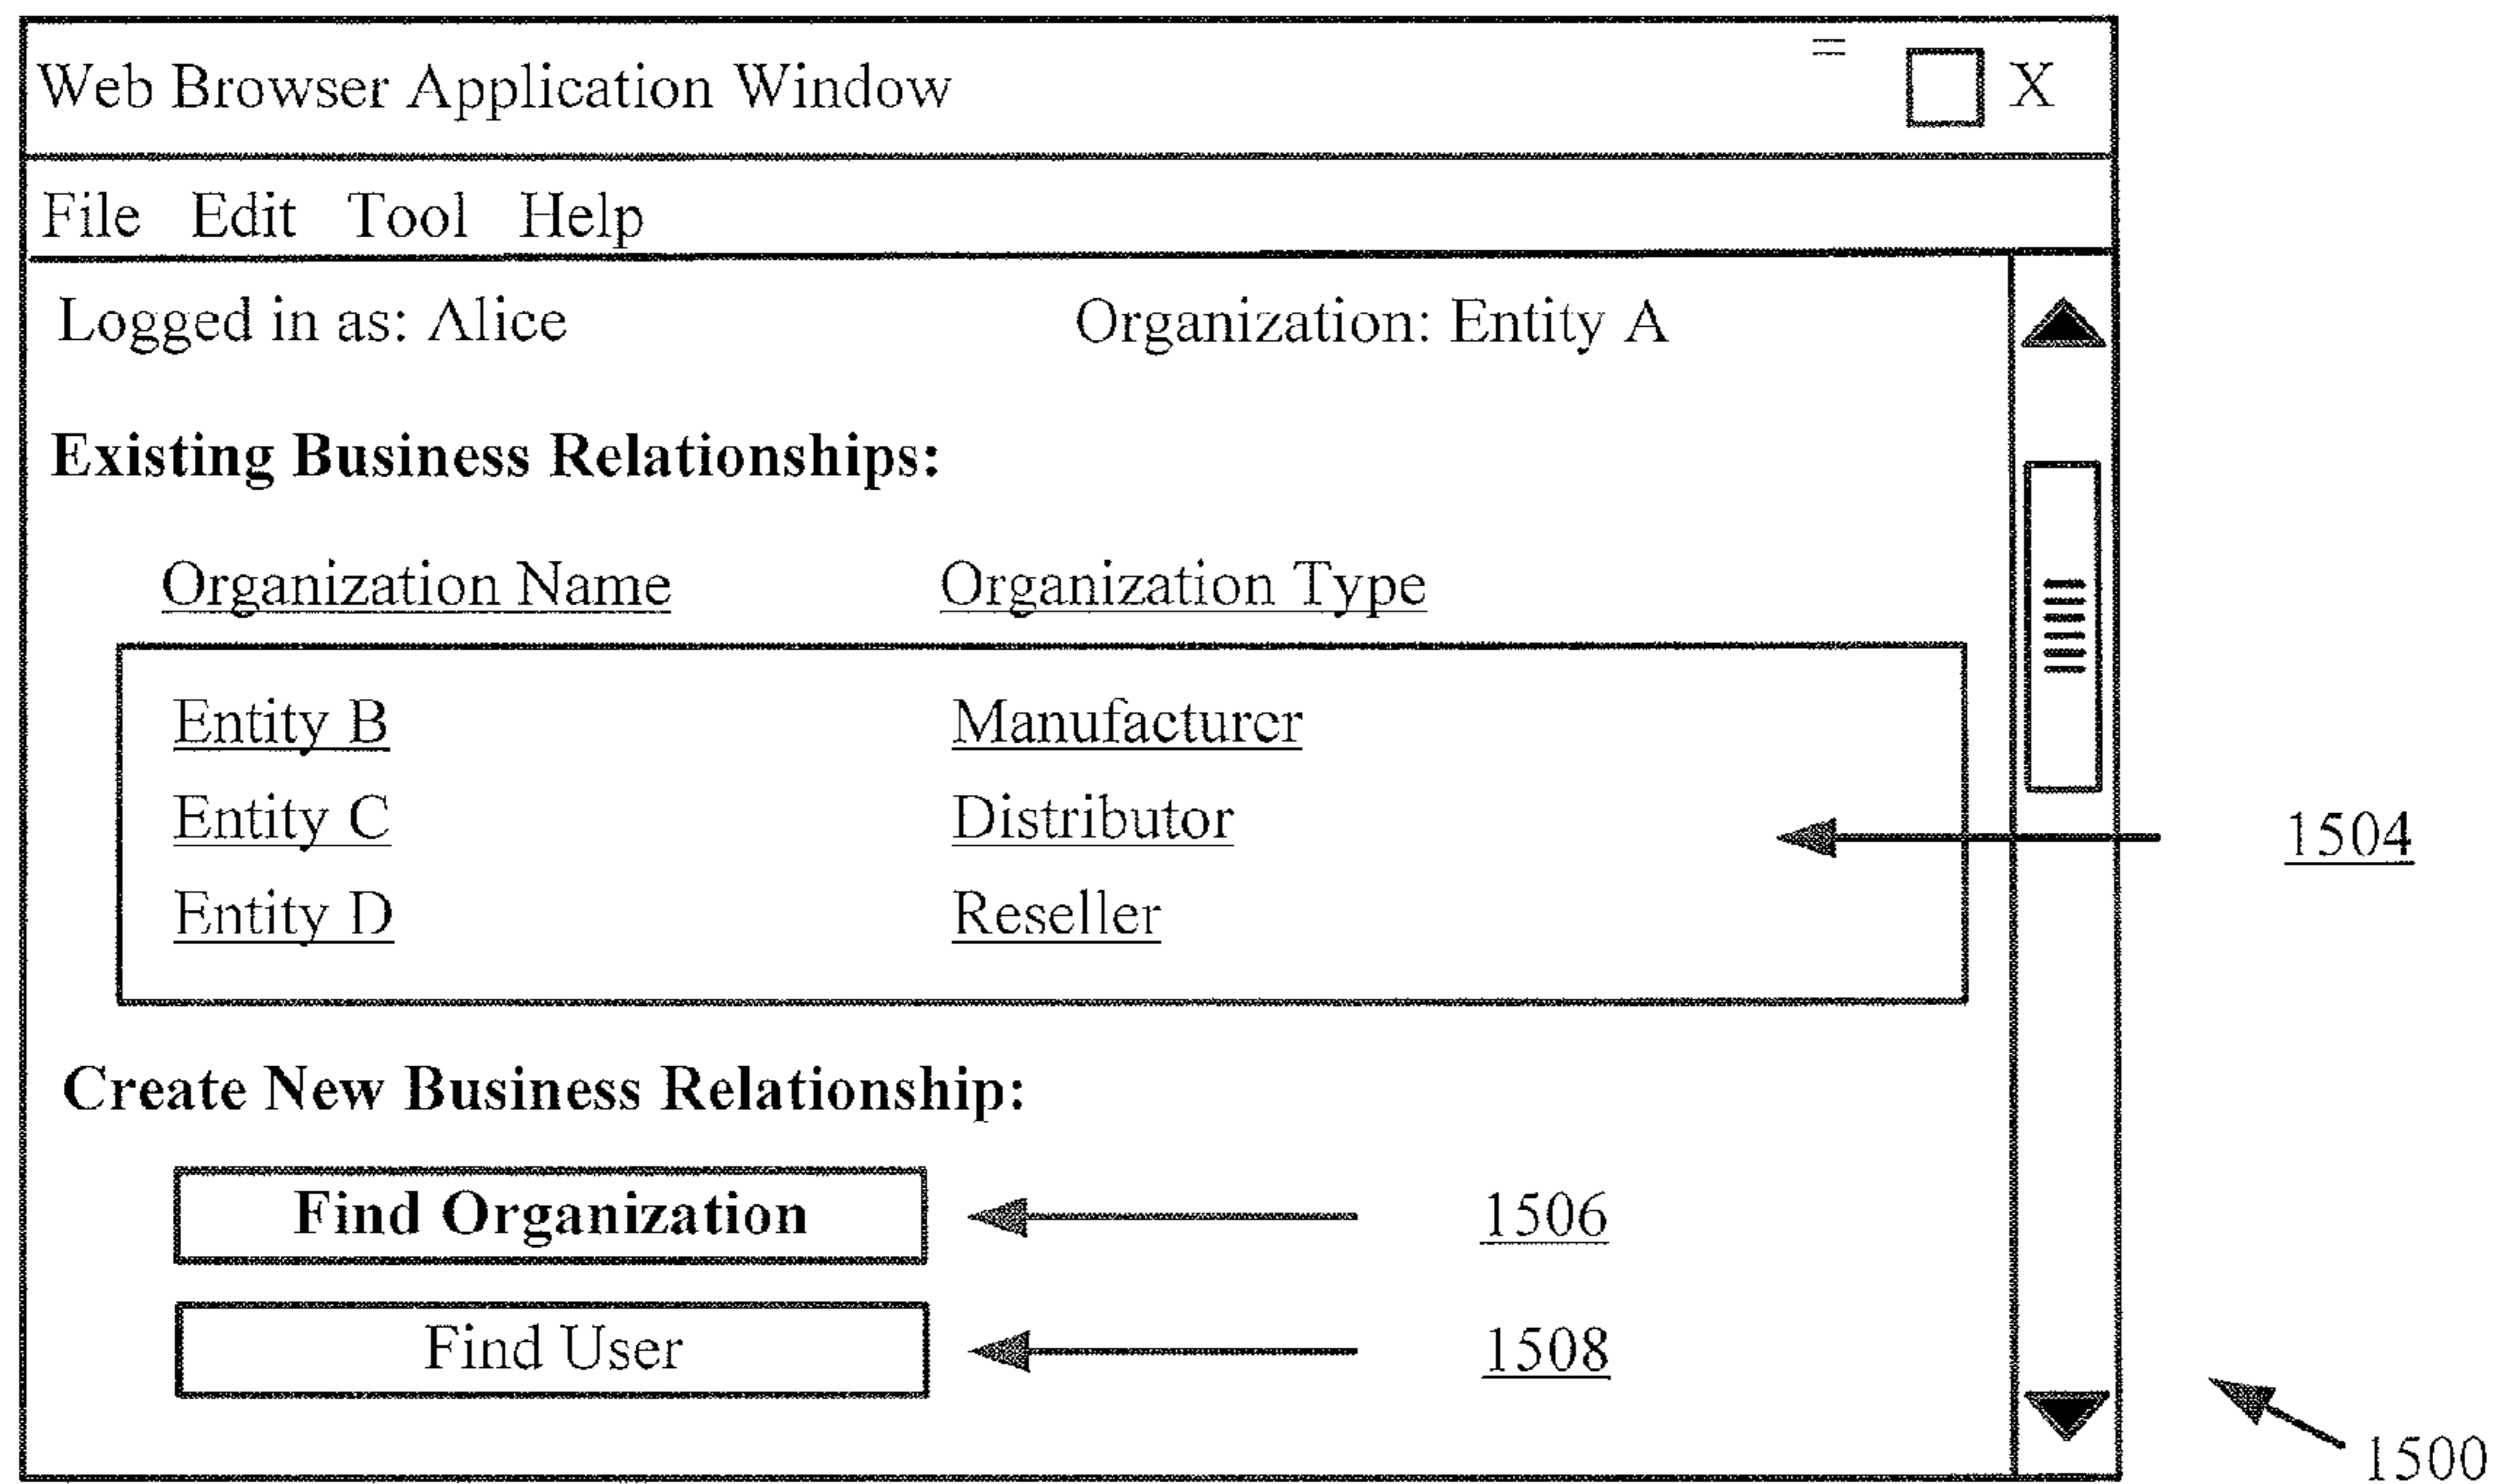 Web Browser Application Window X
File Edit Tool Help
Logged in as: Alice Organization: Entity A
Existing Business Relationships:
Organization Name Organization Type
Entity B Manufacturer
Entity C Distributor
1504
Entity D Reseller
Create New Business Relationship:
Find Organization 1506
Find User 1508
1500